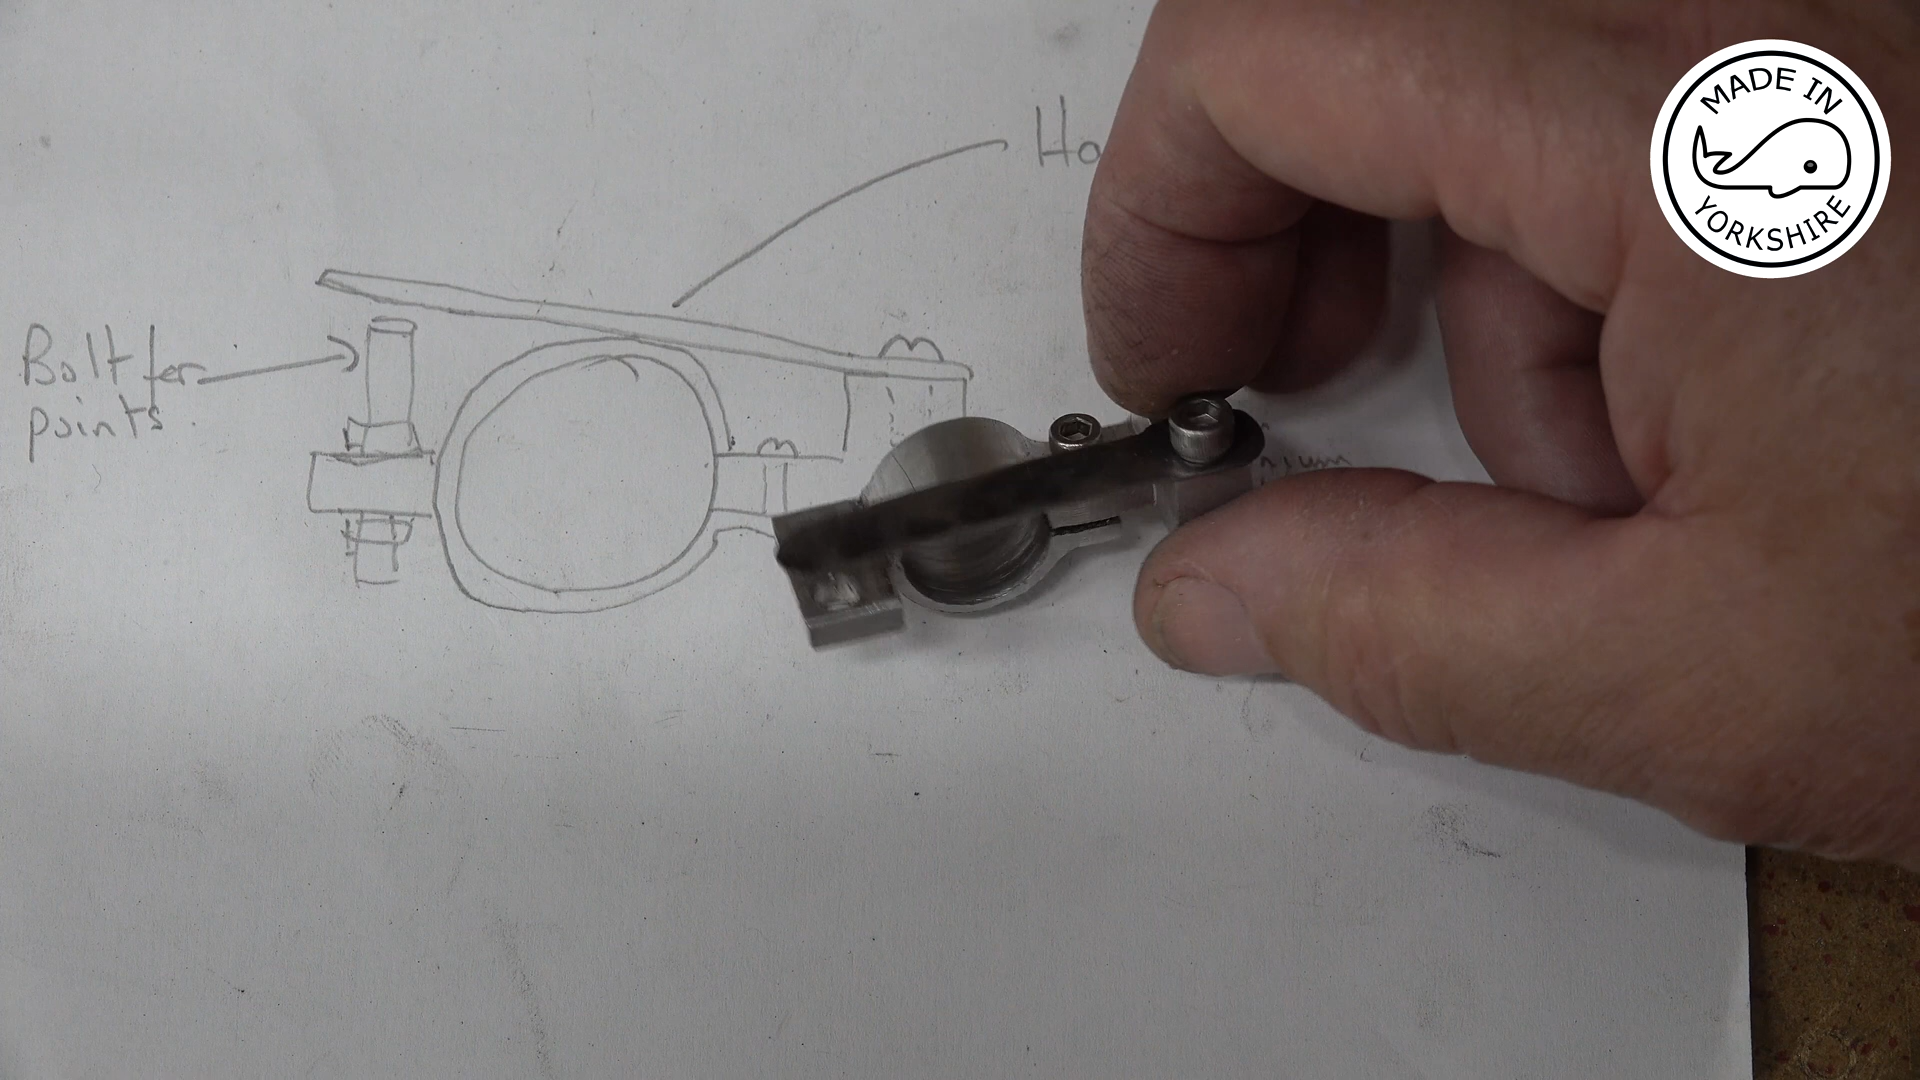 Ho
Bolt for
points.
MADE IN
YORKSHIRE